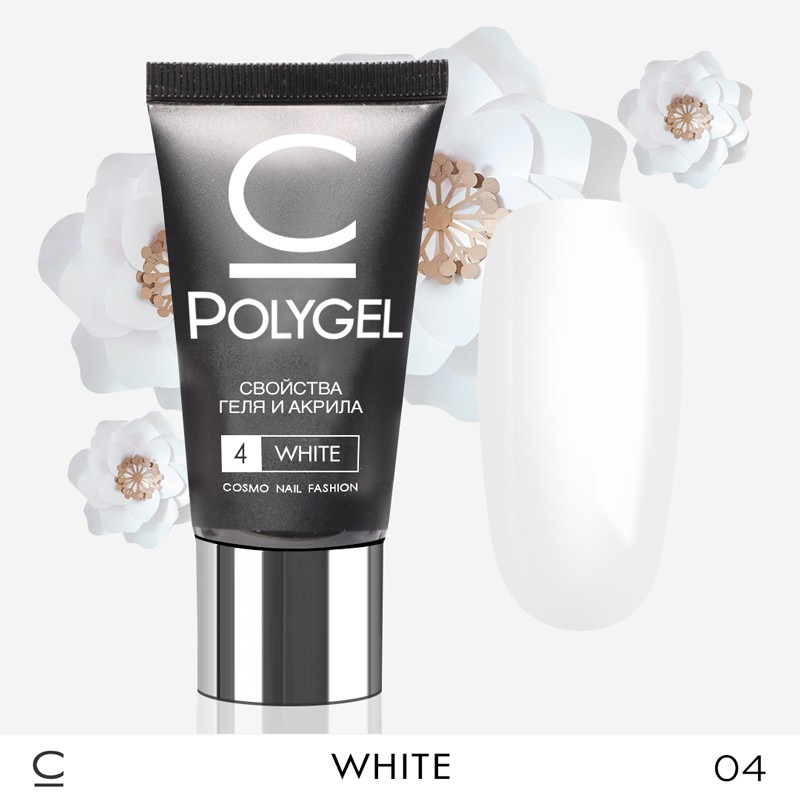 C
POLYGEL
СВОЙСТВА
ГЕЛЯ И АКРИЛА
4 WHITE
COSMO NAIL FASHION
C WHITE 04